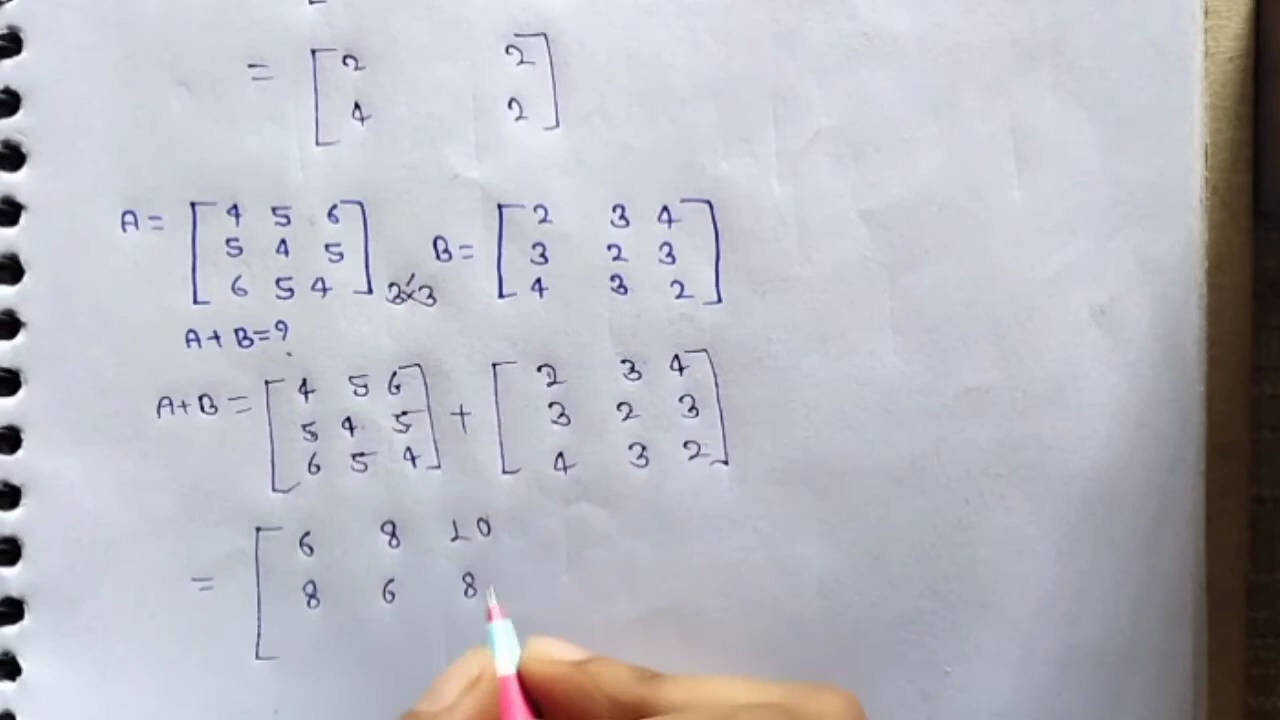 = [ 2 2 ]
[ 4 2 ]
A = [ 4 5 6 ] B = [ 2 3 4 ]
[ 5 4 5 ] [ 3 2 3 ]
[ 6 5 4 ] 3×3 [ 4 3 2 ]
A + B = ?
A+B = [ 4 5 6 ] + [ 2 3 4 ]
[ 5 4 5 ] [ 3 2 3 ]
[ 6 5 4 ] [ 4 3 2 ]
= [ 6 8 10
8 6 8